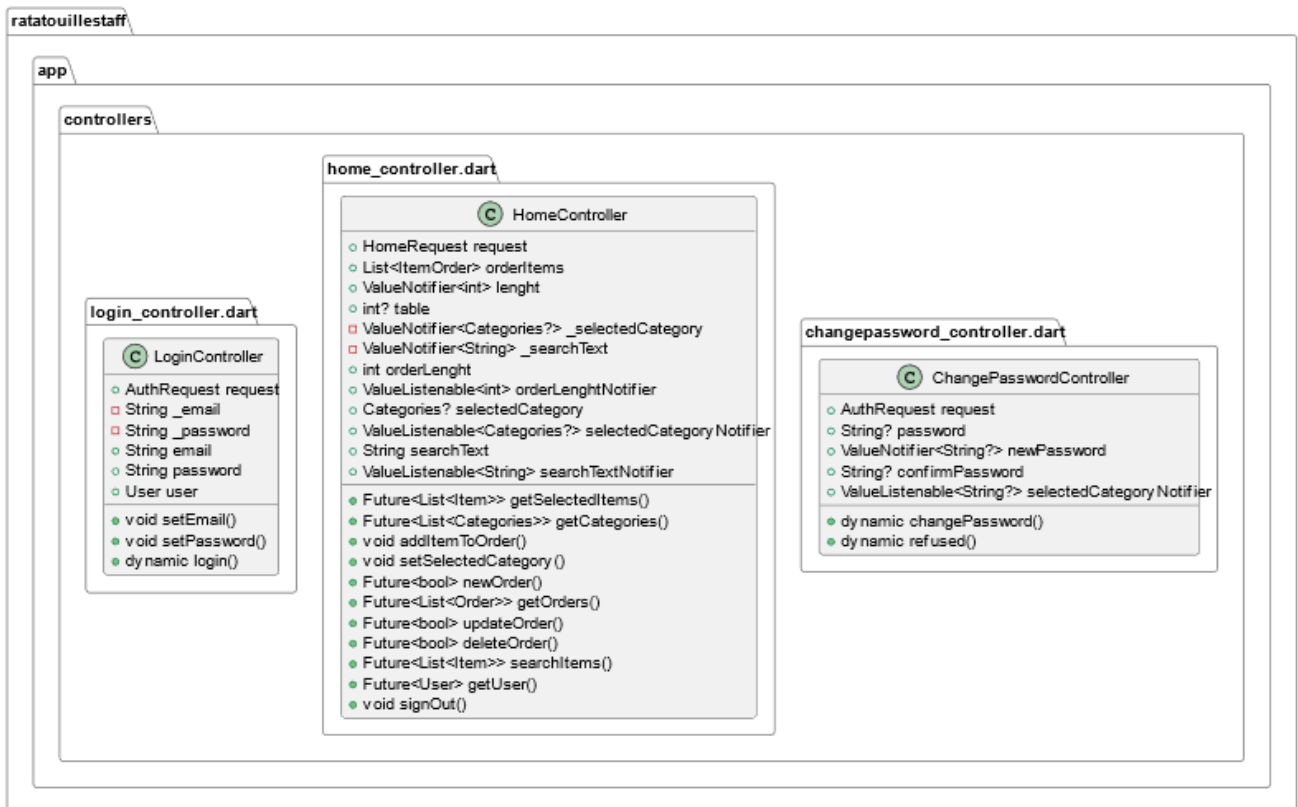 ratatouillestaff
app
controllers
home_controller.dart
C HomeController
HomeRequest request
List<ItemOrder> orderItems
ValueNotifier<int> lenght
int? table
ValueNotifier<Categories?> _selectedCategory
ValueNotifier<String> _searchText
int orderLenght
ValueListenable<int> orderLenghtNotifier
Categories? selectedCategory
ValueListenable<Categories?> selectedCategoryNotifier
String searchText
ValueListenable<String> searchTextNotifier
Future<List<Item>> getSelectedItems()
Future<List<Categories>> getCategories()
void addItemToOrder()
void setSelectedCategory()
Future<bool> newOrder()
Future<List<Order>> getOrders()
Future<bool> updateOrder()
Future<bool> deleteOrder()
Future<List<Item>> searchItems()
Future<User> getUser()
void signOut()
login_controller.dart
C LoginController
AuthRequest request
String _email
String _password
String email
String password
User user
void setEmail()
void setPassword()
dynamic login()
changepassword_controller.dart
C ChangePasswordController
AuthRequest request
String? password
ValueNotifier<String?> newPassword
String? confirmPassword
ValueListenable<String?> selectedCategoryNotifier
dynamic changePassword()
dynamic refused()